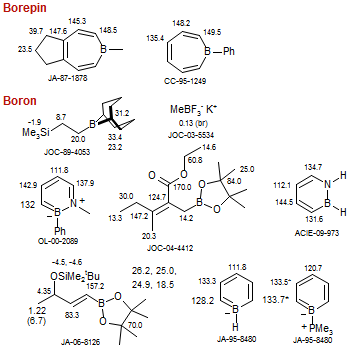 Borepin
145.3
39.7 147.6 148.5
23.5 B
JA-87-1878
148.2
135.4 149.5
B Ph
CC-95-1249
Boron
-1.9 8.7 B 31.2
Me3Si 20.0 33.4
23.2
JOC-89-4053
MeBF3- K+
0.13 (br)
JOC-03-5534
111.8
142.9 137.9
132 N
B +
−
Ph
OL-00-2089
14.6
O 60.8
170.0 O 25.0
O 84.0
30.0 124.7 B O
13.3 147.2 14.2
20.3
JOC-04-4412
134.7
H
112.1 N
144.5 B H
131.6
ACIE-09-973
-4.5, -4.6
OSiMe2tBu 26.2, 25.0,
157.2 24.9, 18.5
4.35 O
B
1.22 O
(6.7) 83.3 70.0
JA-06-8126
111.8
133.3
128.2
B
−
H
JA-95-8480
120.7
133.5*
133.7*
B
−
+
PMe3
JA-95-8480